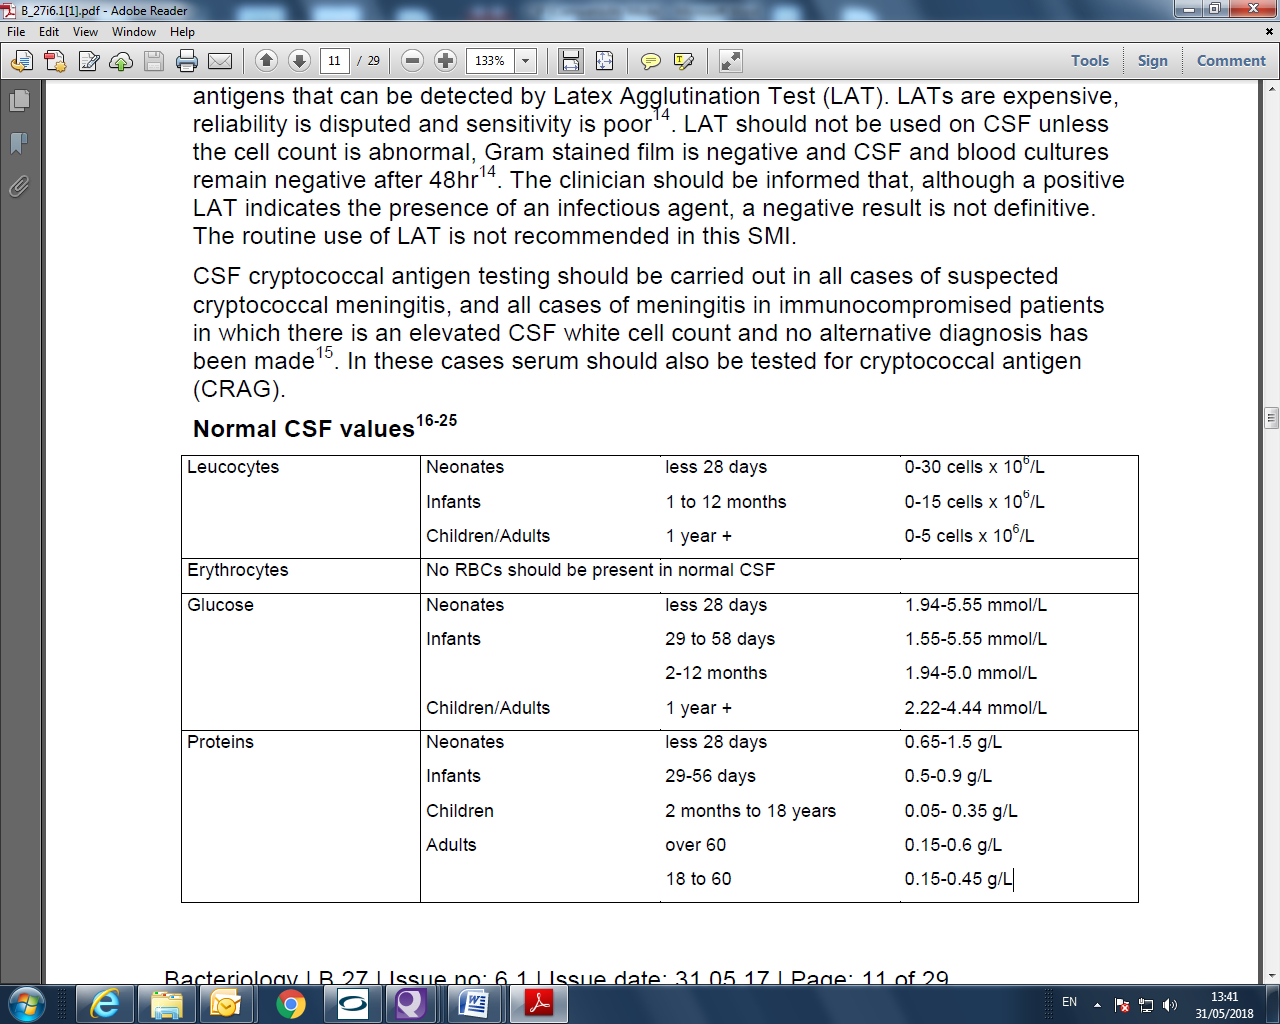 B_27i6.1[1].pdf - Adobe Reader
File Edit View Window Help
11 / 29 133% Tools Sign Comment
antigens that can be detected by Latex Agglutination Test (LAT). LATs are expensive,
reliability is disputed and sensitivity is poor14. LAT should not be used on CSF unless
the cell count is abnormal, Gram stained film is negative and CSF and blood cultures
remain negative after 48hr14. The clinician should be informed that, although a positive
LAT indicates the presence of an infectious agent, a negative result is not definitive.
The routine use of LAT is not recommended in this SMI.
CSF cryptococcal antigen testing should be carried out in all cases of suspected
cryptococcal meningitis, and all cases of meningitis in immunocompromised patients
in which there is an elevated CSF white cell count and no alternative diagnosis has
been made15. In these cases serum should also be tested for cryptococcal antigen
(CRAG).
Normal CSF values16-25
Leucocytes Neonates less 28 days 0-30 cells x 10^6/L
Infants 1 to 12 months 0-15 cells x 10^6/L
Children/Adults 1 year + 0-5 cells x 10^6/L
Erythrocytes No RBCs should be present in normal CSF
Glucose Neonates less 28 days 1.94-5.55 mmol/L
Infants 29 to 58 days 1.55-5.55 mmol/L
2-12 months 1.94-5.0 mmol/L
Children/Adults 1 year + 2.22-4.44 mmol/L
Proteins Neonates less 28 days 0.65-1.5 g/L
Infants 29-56 days 0.5-0.9 g/L
Children 2 months to 18 years 0.05- 0.35 g/L
Adults over 60 0.15-0.6 g/L
18 to 60 0.15-0.45 g/L
Bacteriology | B 27 | Issue no: 6.1 | Issue date: 31.05.17 | Page: 11 of 29
EN 13:41
31/05/2018